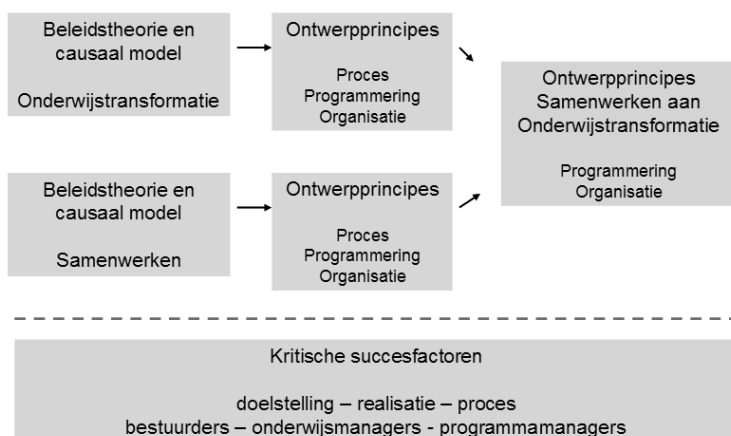 Beleidstheorie en
causaal model
Onderwijstransformatie
Ontwerpprincipes
Proces
Programmering
Organisatie
Ontwerpprincipes
Samenwerken aan
Onderwijstransformatie
Programmering
Organisatie
Beleidstheorie en
causaal model
Samenwerken
Ontwerpprincipes
Proces
Programmering
Organisatie
Kritische succesfactoren
doelstelling – realisatie – proces
bestuurders – onderwijsmanagers - programmamanagers